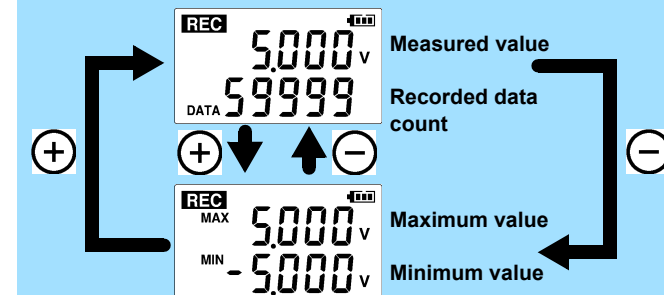 REC
5.000 v
Measured value
DATA 59999
Recorded data
count
+
+
−
−
REC
MAX 5.000 v
Maximum value
MIN -5.000 v
Minimum value